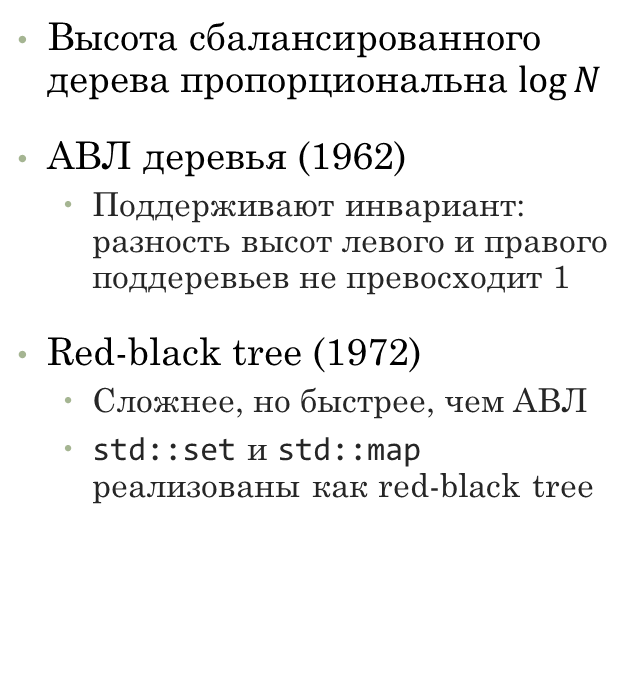 • Высота сбалансированного
дерева пропорциональна log N
• АВЛ деревья (1962)
• Поддерживают инвариант:
разность высот левого и правого
поддеревьев не превосходит 1
• Red-black tree (1972)
• Сложнее, но быстрее, чем АВЛ
• std::set и std::map
реализованы как red-black tree